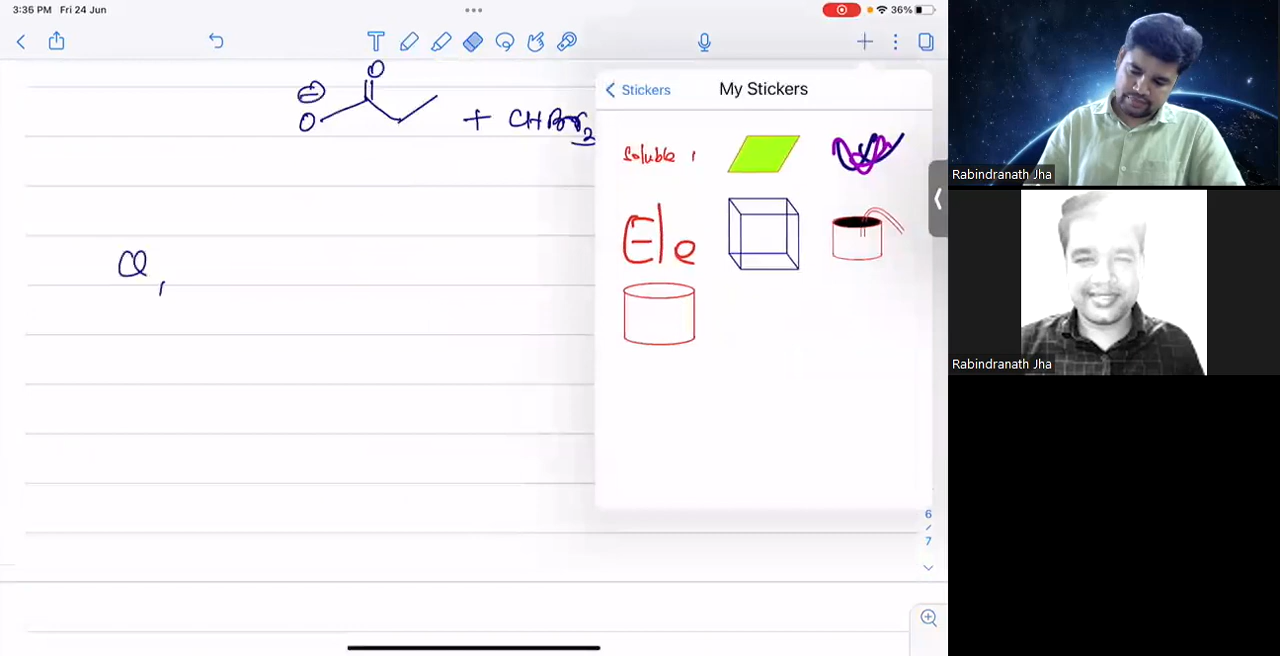 3:36 PM Fri 24 Jun
36%
T
Stickers
My Stickers
O
⊖
O
+ CHBr₃
Soluble
Ele
Q,
6
7
Rabindranath Jha
Rabindranath Jha